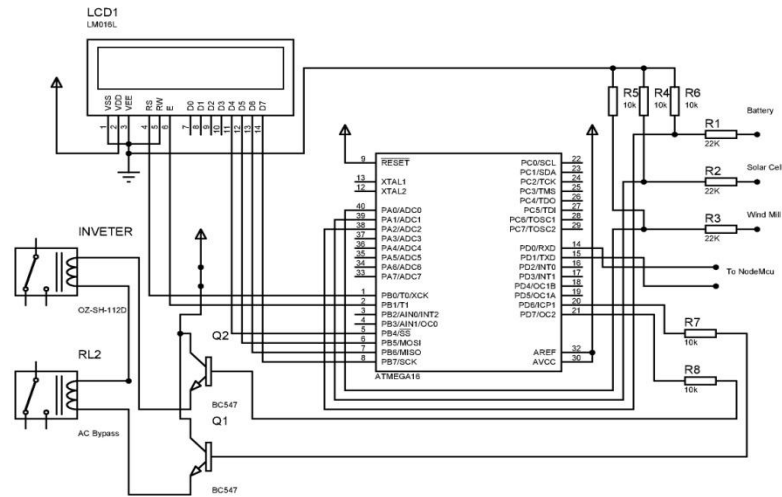 LCD1
LM016L
VSS
VDD
VEE
RS
RW
E
D0
D1
D2
D3
D4
D5
D6
D7
1
2
3
4
5
6
7
8
9
10
11
12
13
14
R5
10k
R4
10k
R6
10k
Battery
R1
22K
Solar Cell
R2
22K
Wind Mill
R3
22K
9 RESET
13 XTAL1
12 XTAL2
40 PA0/ADC0
39 PA1/ADC1
38 PA2/ADC2
37 PA3/ADC3
36 PA4/ADC4
35 PA5/ADC5
34 PA6/ADC6
33 PA7/ADC7
1 PB0/T0/XCK
2 PB1/T1
3 PB2/AIN0/INT2
4 PB3/AIN1/OC0
5 PB4/SS
6 PB5/MOSI
7 PB6/MISO
8 PB7/SCK
PC0/SCL 22
PC1/SDA 23
PC2/TCK 24
PC3/TMS 25
PC4/TDO 26
PC5/TDI 27
PC6/TOSC1 28
PC7/TOSC2 29
PD0/RXD 14
PD1/TXD 15
PD2/INT0 16
PD3/INT1 17
PD4/OC1B 18
PD5/OC1A 19
PD6/ICP1 20
PD7/OC2 21
AREF 32
AVCC 30
ATMEGA16
To NodeMcu
R7
10k
R8
10k
INVETER
OZ-SH-112D
RL2
AC Bypass
Q2
BC547
Q1
BC547